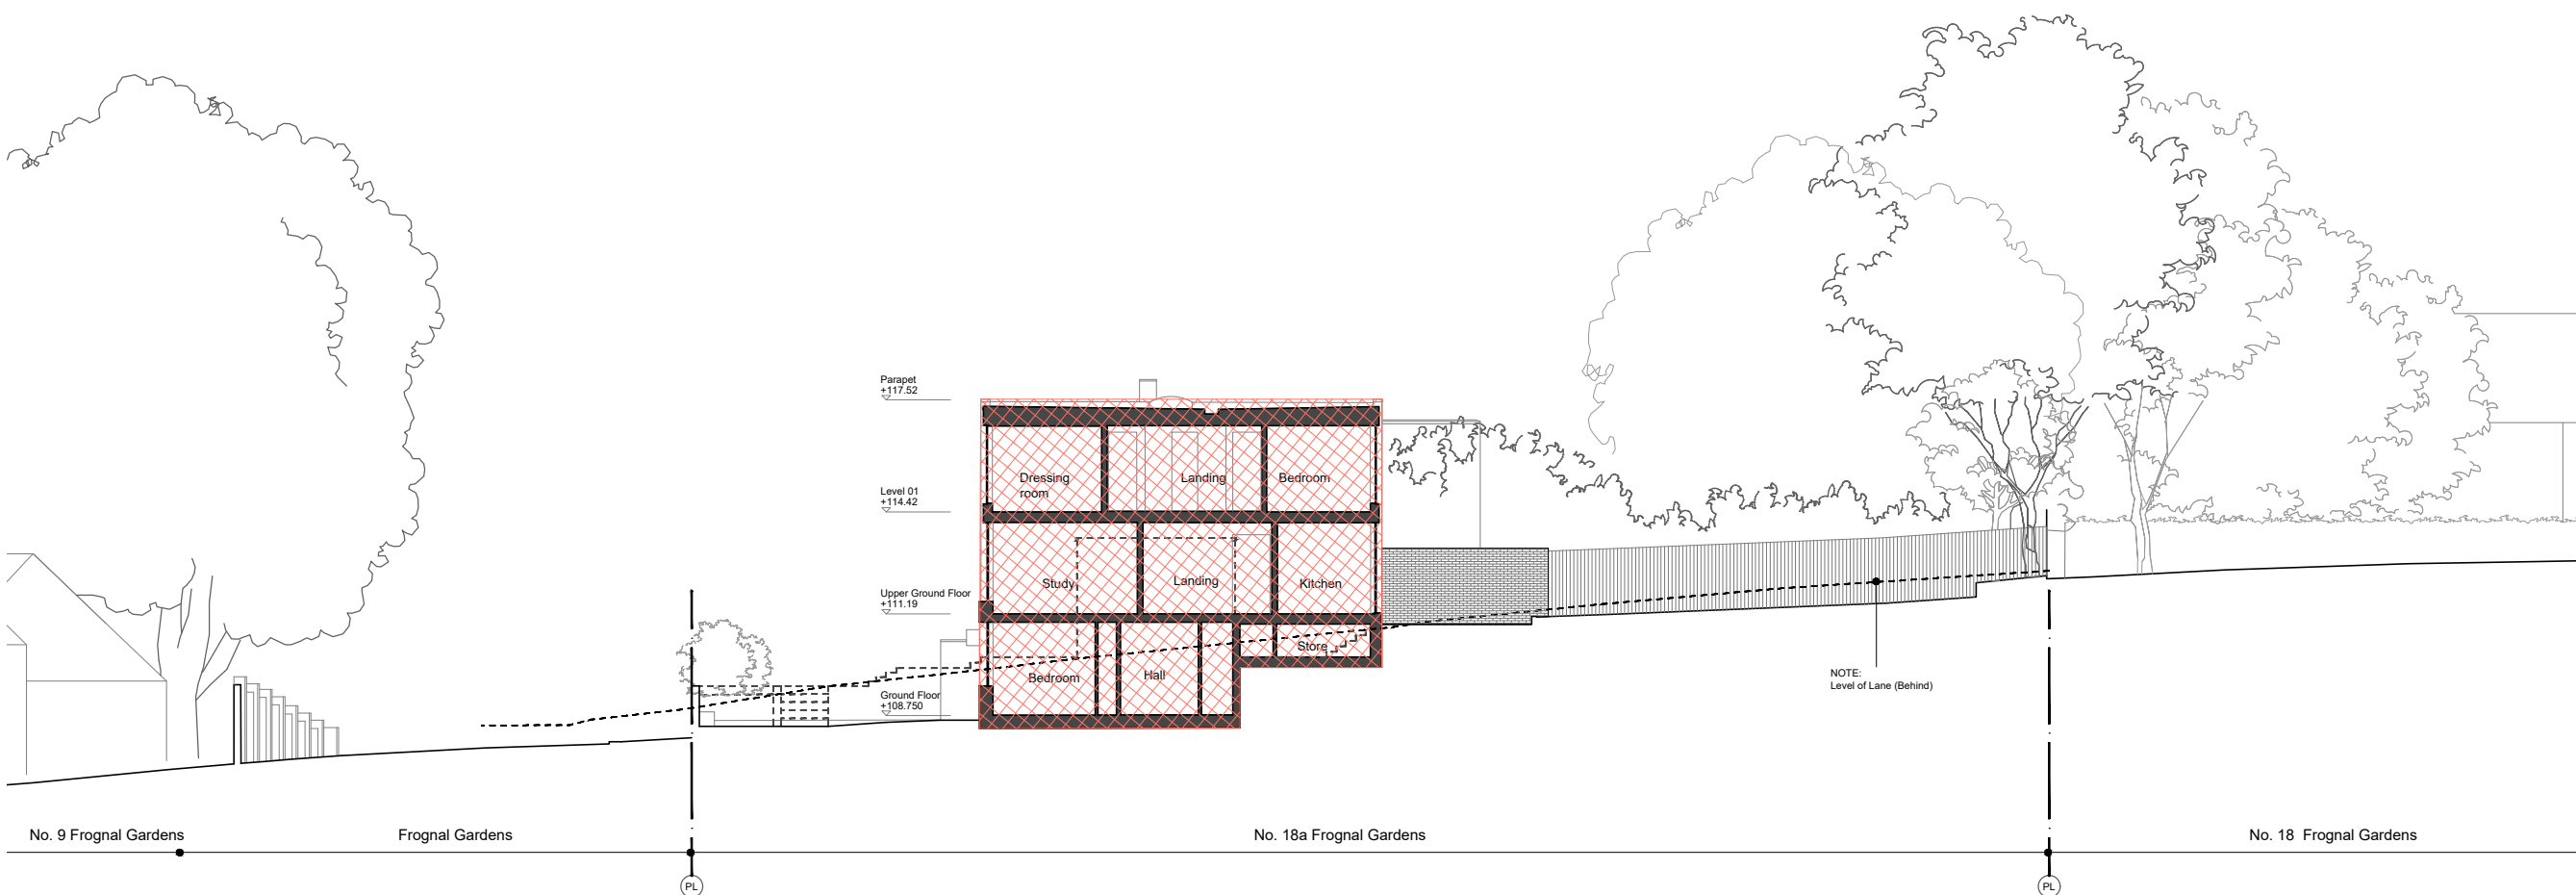 Parapet
+117.52
Dressing
room
Landing
Bedroom
Level 01
+114.42
Study
Landing
Kitchen
Upper Ground Floor
+111.19
Store
Bedroom
Hall
Ground Floor
+108.750
NOTE:
Level of Lane (Behind)
No. 9 Frognal Gardens
Frognal Gardens
No. 18a Frognal Gardens
No. 18 Frognal Gardens
PL
PL